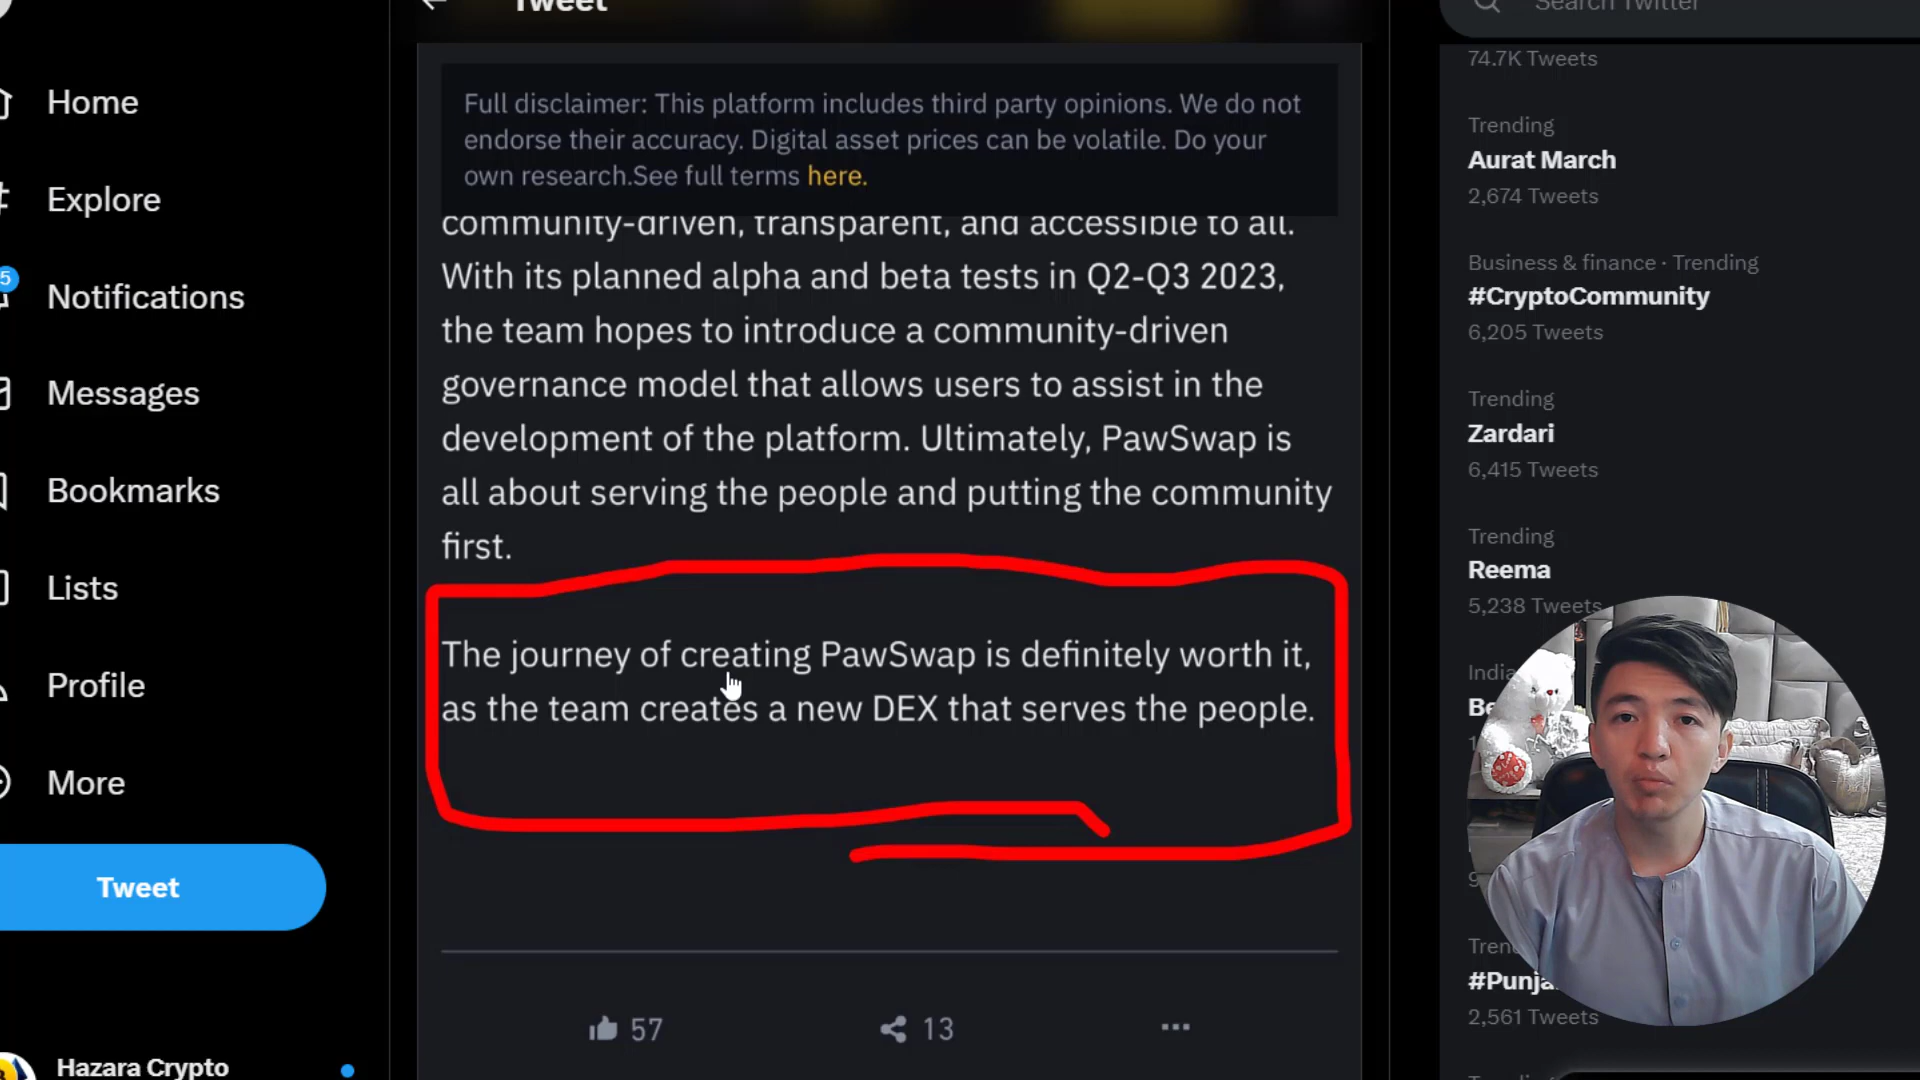 Tweet
Search Twitter
Home
Explore
5
Notifications
Messages
Bookmarks
Lists
Profile
More
Tweet
Hazara Crypto
Full disclaimer: This platform includes third party opinions. We do not
endorse their accuracy. Digital asset prices can be volatile. Do your
own research.See full terms here.
community-driven, transparent, and accessible to all.
With its planned alpha and beta tests in Q2-Q3 2023,
the team hopes to introduce a community-driven
governance model that allows users to assist in the
development of the platform. Ultimately, PawSwap is
all about serving the people and putting the community
first.
The journey of creating PawSwap is definitely worth it,
as the team creates a new DEX that serves the people.
57
13
74.7K Tweets
Trending
Aurat March
2,674 Tweets
Business & finance · Trending
#CryptoCommunity
6,205 Tweets
Trending
Zardari
6,415 Tweets
Trending
Reema
5,238 Tweets
2,561 Tweets